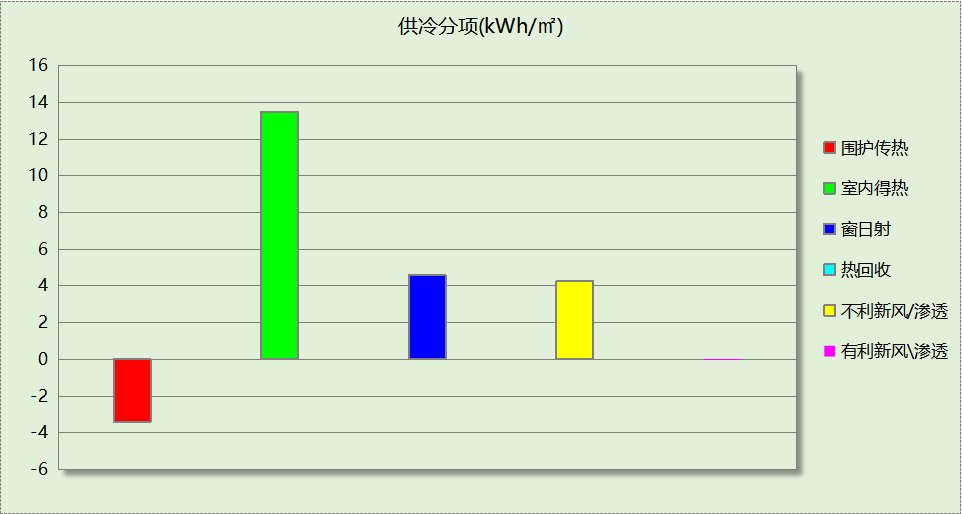 供冷分项(kWh/㎡)
16
14
12
10
8
6
4
2
0
-2
-4
-6
围护传热
室内得热
窗日射
热回收
不利新风/渗透
有利新风\渗透